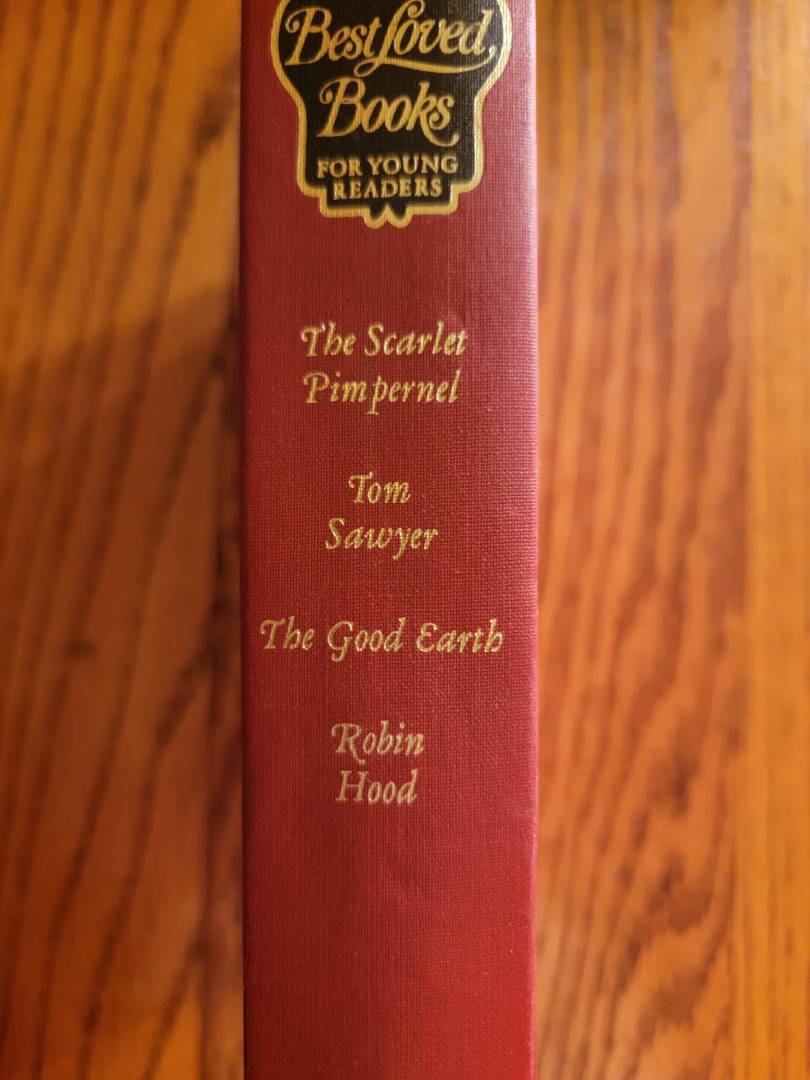 Best Loved
Books
FOR YOUNG
READERS
The Scarlet
Pimpernel
Tom
Sawyer
The Good Earth
Robin
Hood